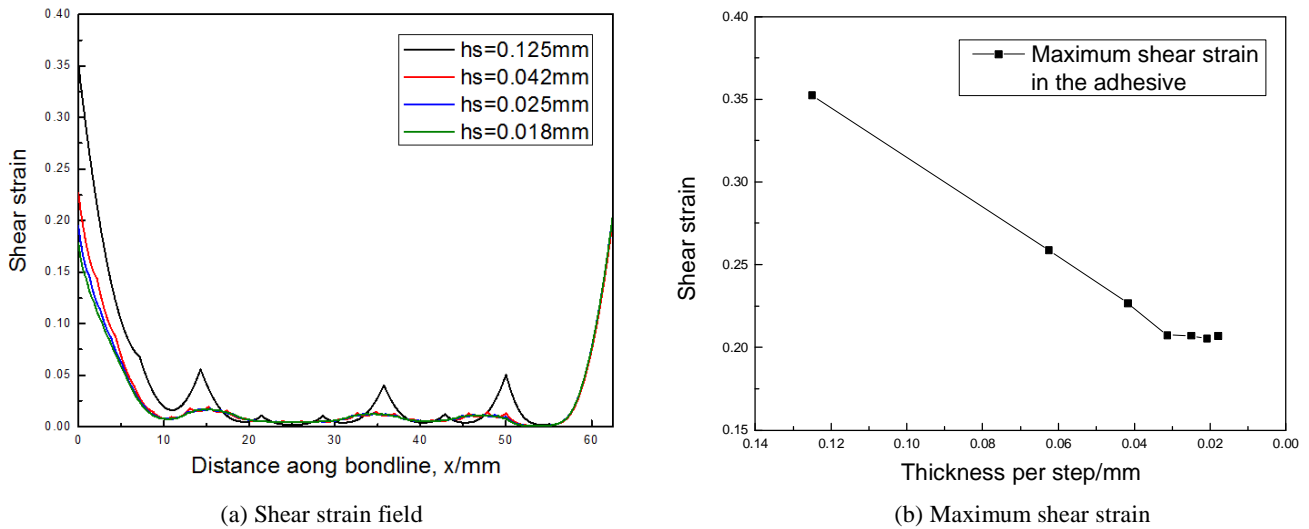 0.40
0.35
0.30
0.25
0.20
0.15
0.10
0.05
0.00
Shear strain
hs=0.125mm
hs=0.042mm
hs=0.025mm
hs=0.018mm
0 10 20 30 40 50 60
Distance aong bondline, x/mm
(a) Shear strain field
0.40
0.35
0.30
0.25
0.20
0.15
Shear strain
Maximum shear strain
in the adhesive
0.14 0.12 0.10 0.08 0.06 0.04 0.02 0.00
Thickness per step/mm
(b) Maximum shear strain